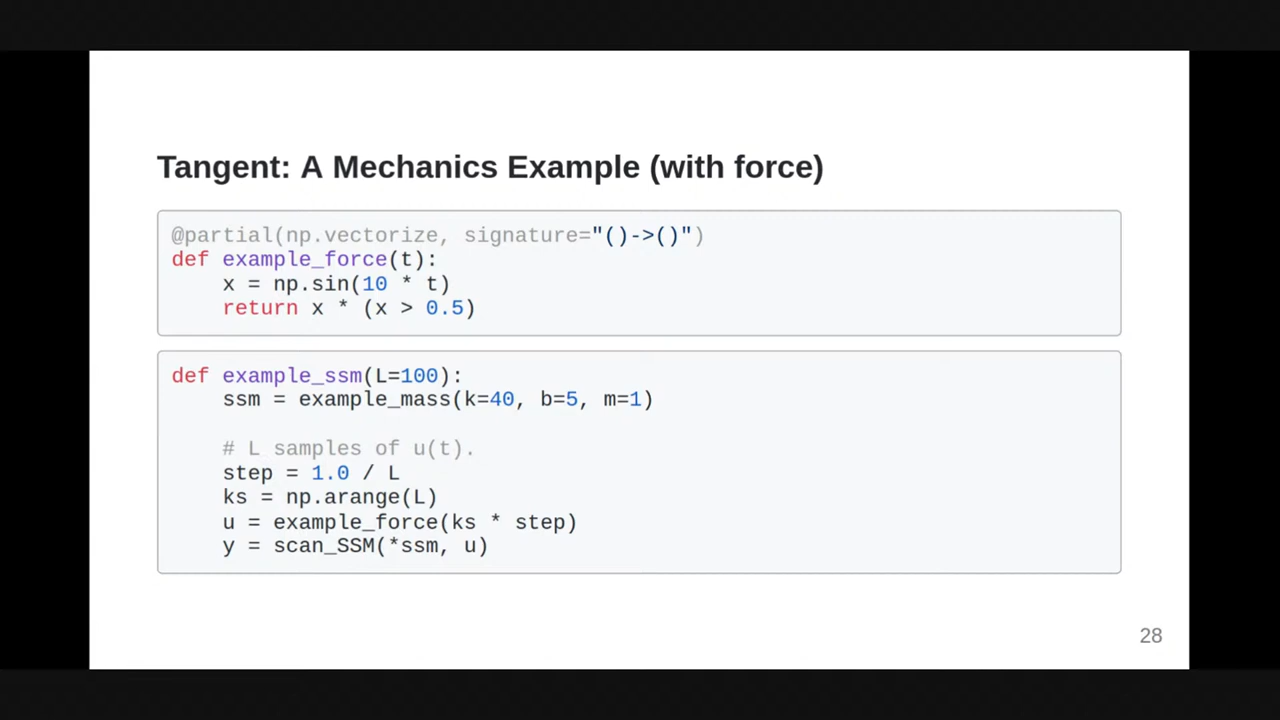 Tangent: A Mechanics Example (with force)
@partial(np.vectorize, signature="()->()")
def example_force(t):
    x = np.sin(10 * t)
    return x * (x > 0.5)
def example_ssm(L=100):
    ssm = example_mass(k=40, b=5, m=1)
    # L samples of u(t).
    step = 1.0 / L
    ks = np.arange(L)
    u = example_force(ks * step)
    y = scan_SSM(*ssm, u)
28